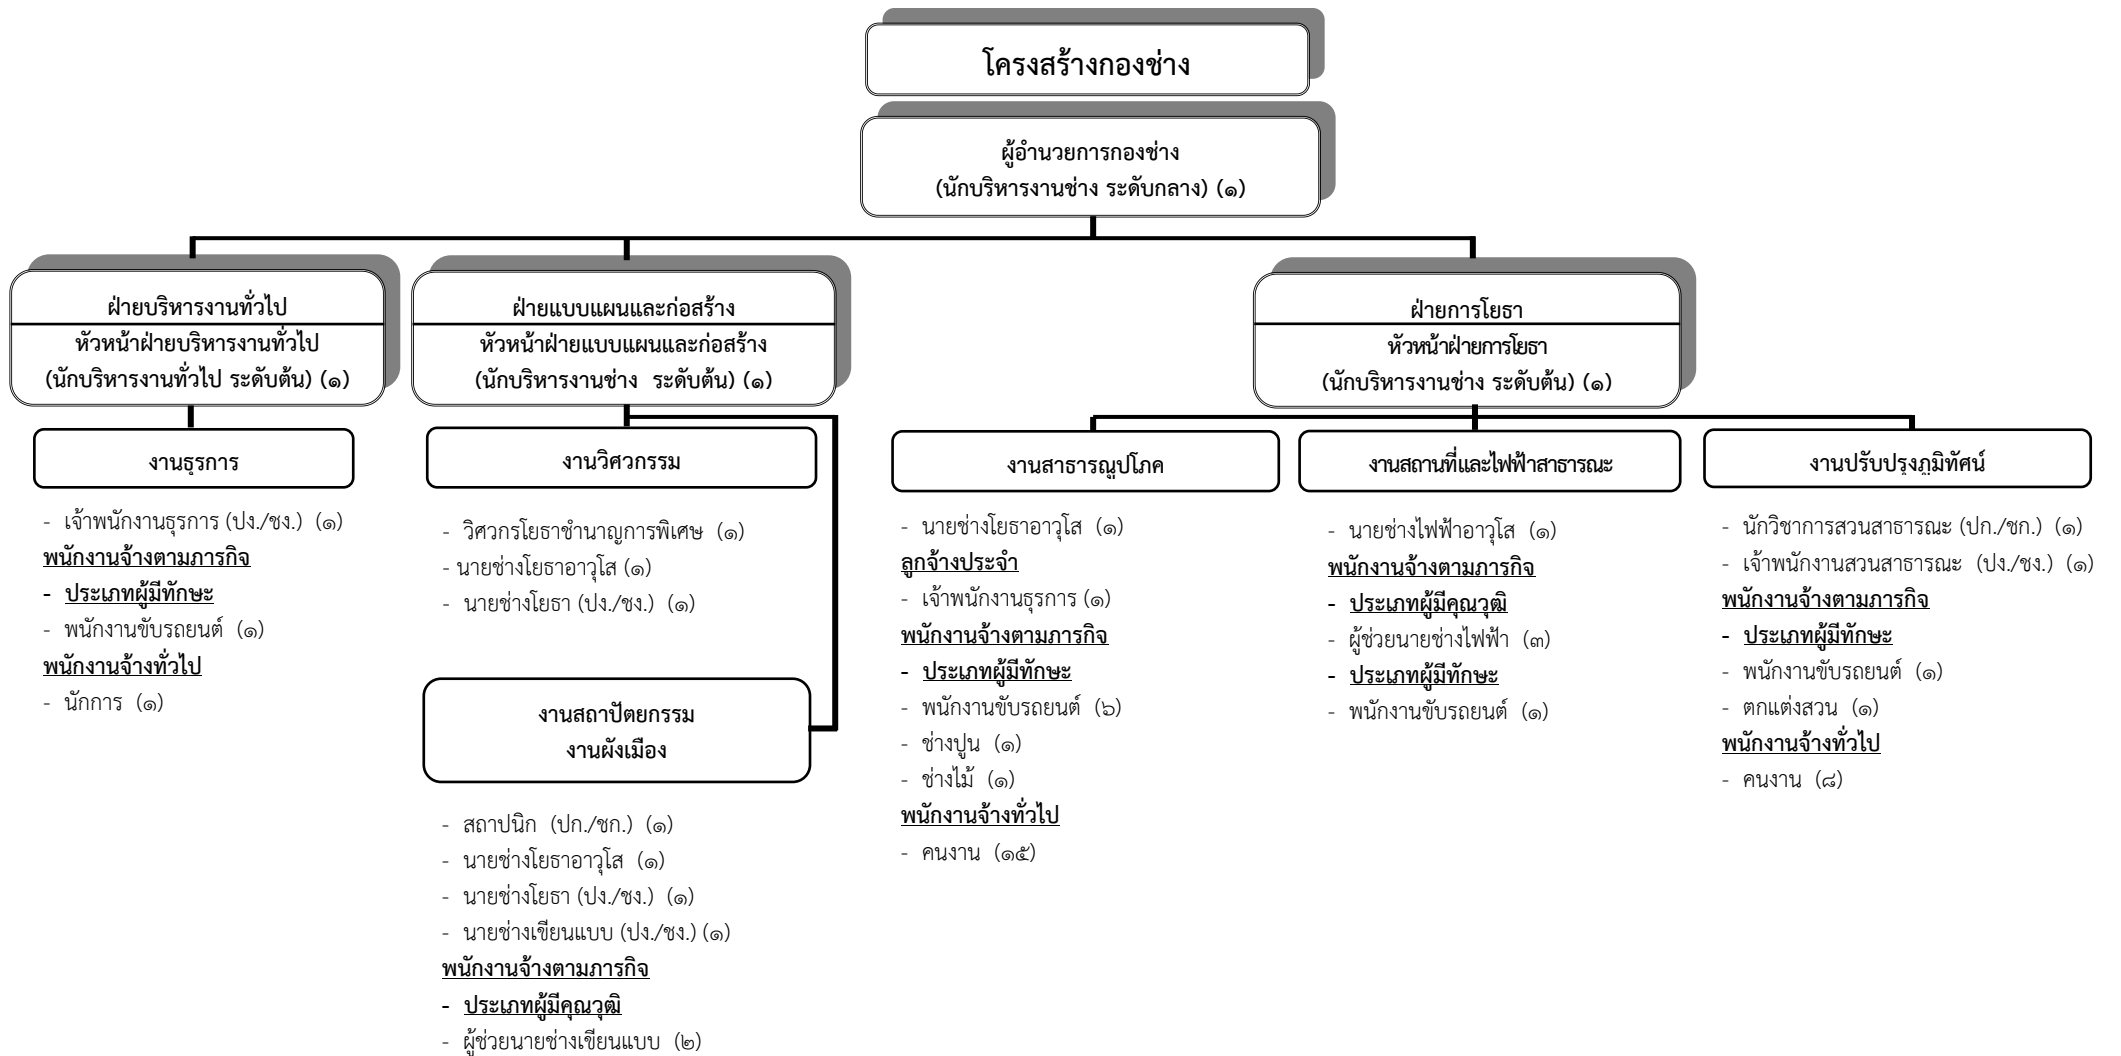 โครงสร้างกองช่าง
ผู้อำนวยการกองช่าง
(นักบริหารงานช่าง ระดับกลาง) (๑)
ฝ่ายบริหารงานทั่วไป
หัวหน้าฝ่ายบริหารงานทั่วไป
(นักบริหารงานทั่วไป ระดับต้น) (๑)
งานธุรการ
- เจ้าพนักงานธุรการ (ปง./ชง.) (๑)
พนักงานจ้างตามภารกิจ
- ประเภทผู้มีทักษะ
- พนักงานขับรถยนต์ (๑)
พนักงานจ้างทั่วไป
- นักการ (๑)
ฝ่ายแบบแผนและก่อสร้าง
หัวหน้าฝ่ายแบบแผนและก่อสร้าง
(นักบริหารงานช่าง ระดับต้น) (๑)
งานวิศวกรรม
- วิศวกรโยธาชำนาญการพิเศษ (๑)
- นายช่างโยธาอาวุโส (๑)
- นายช่างโยธา (ปง./ชง.) (๑)
งานสถาปัตยกรรม
งานผังเมือง
- สถาปนิก (ปก./ชก.) (๑)
- นายช่างโยธาอาวุโส (๑)
- นายช่างโยธา (ปง./ชง.) (๑)
- นายช่างเขียนแบบ (ปง./ชง.) (๑)
พนักงานจ้างตามภารกิจ
- ประเภทผู้มีคุณวุฒิ
- ผู้ช่วยนายช่างเขียนแบบ (๒)
ฝ่ายการโยธา
หัวหน้าฝ่ายการโยธา
(นักบริหารงานช่าง ระดับต้น) (๑)
งานสาธารณูปโภค
- นายช่างโยธาอาวุโส (๑)
ลูกจ้างประจำ
- เจ้าพนักงานธุรการ (๑)
พนักงานจ้างตามภารกิจ
- ประเภทผู้มีทักษะ
- พนักงานขับรถยนต์ (๖)
- ช่างปูน (๑)
- ช่างไม้ (๑)
พนักงานจ้างทั่วไป
- คนงาน (๑๕)
งานสถานที่และไฟฟ้าสาธารณะ
- นายช่างไฟฟ้าอาวุโส (๑)
พนักงานจ้างตามภารกิจ
- ประเภทผู้มีคุณวุฒิ
- ผู้ช่วยนายช่างไฟฟ้า (๓)
- ประเภทผู้มีทักษะ
- พนักงานขับรถยนต์ (๑)
งานปรับปรุงภูมิทัศน์
- นักวิชาการสวนสาธารณะ (ปก./ชก.) (๑)
- เจ้าพนักงานสวนสาธารณะ (ปง./ชง.) (๑)
พนักงานจ้างตามภารกิจ
- ประเภทผู้มีทักษะ
- พนักงานขับรถยนต์ (๑)
- ตกแต่งสวน (๑)
พนักงานจ้างทั่วไป
- คนงาน (๘)